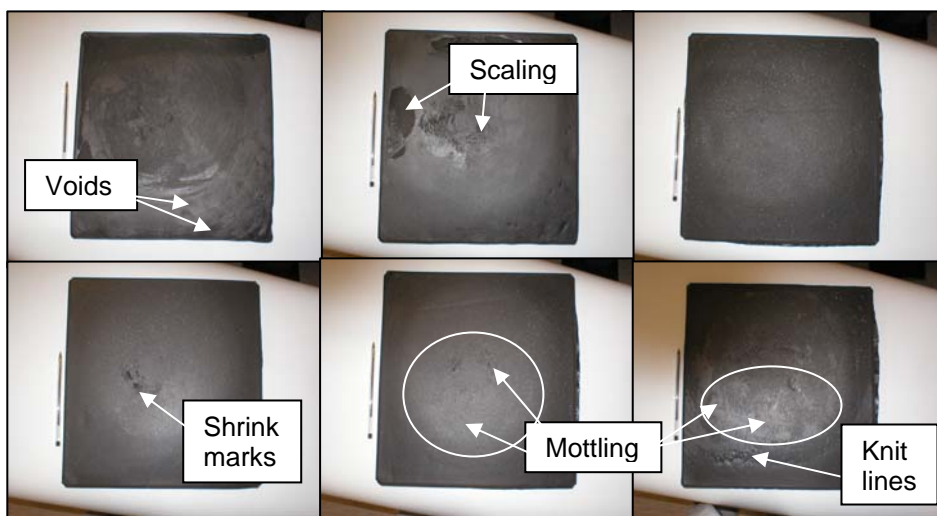 Scaling
Voids
Shrink
marks
Mottling
Knit
lines